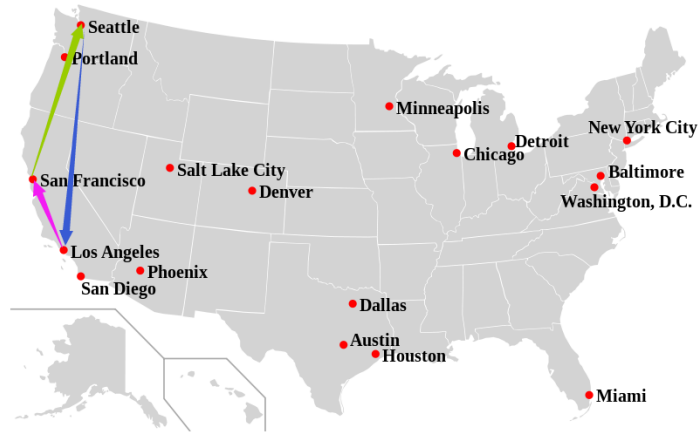 Seattle
Portland
Minneapolis
New York City
Detroit
Chicago
Salt Lake City
Baltimore
San Francisco
Denver
Washington, D.C.
Los Angeles
Phoenix
San Diego
Dallas
Austin
Houston
Miami